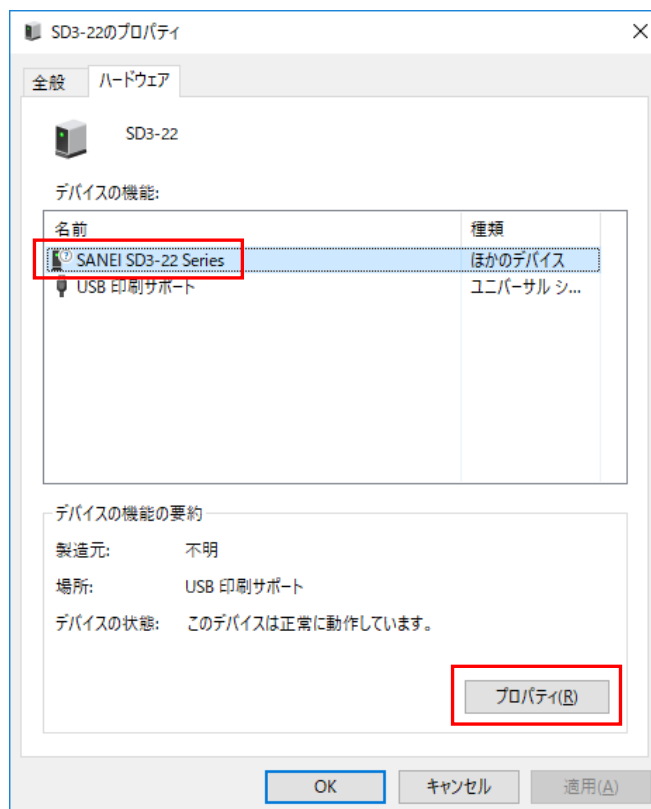 SD3-22のプロパティ
全般 ハードウェア
SD3-22
デバイスの機能:
名前 種類
SANEI SD3-22 Series ほかのデバイス
USB 印刷サポート ユニバーサル シ...
デバイスの機能の要約
製造元: 不明
場所: USB 印刷サポート
デバイスの状態: このデバイスは正常に動作しています。
プロパティ(R)
OK キャンセル 適用(A)